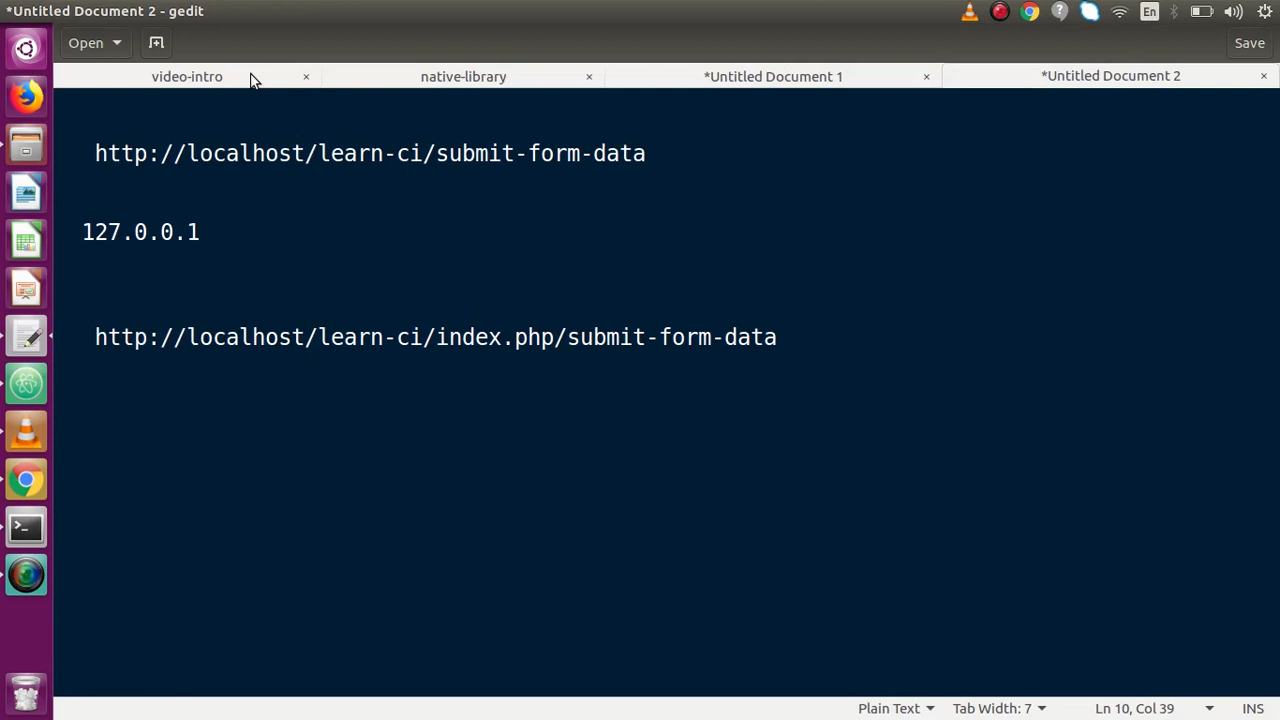 *Untitled Document 2 - gedit
En
Open
Save
video-intro
native-library
*Untitled Document 1
*Untitled Document 2
http://localhost/learn-ci/submit-form-data
127.0.0.1
http://localhost/learn-ci/index.php/submit-form-data
Plain Text
Tab Width: 7
Ln 10, Col 39
INS